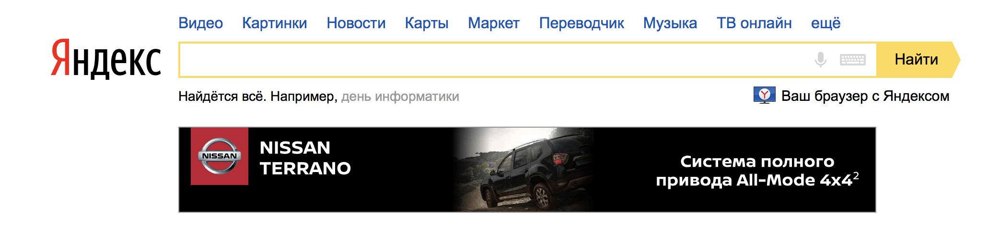 Видео Картинки Новости Карты Маркет Переводчик Музыка ТВ онлайн ещё
Яндекс
Найти
Найдётся всё. Например, день информатики
Ваш браузер с Яндексом
NISSAN
NISSAN
TERRANO
Система полного
привода All-Mode 4x4²